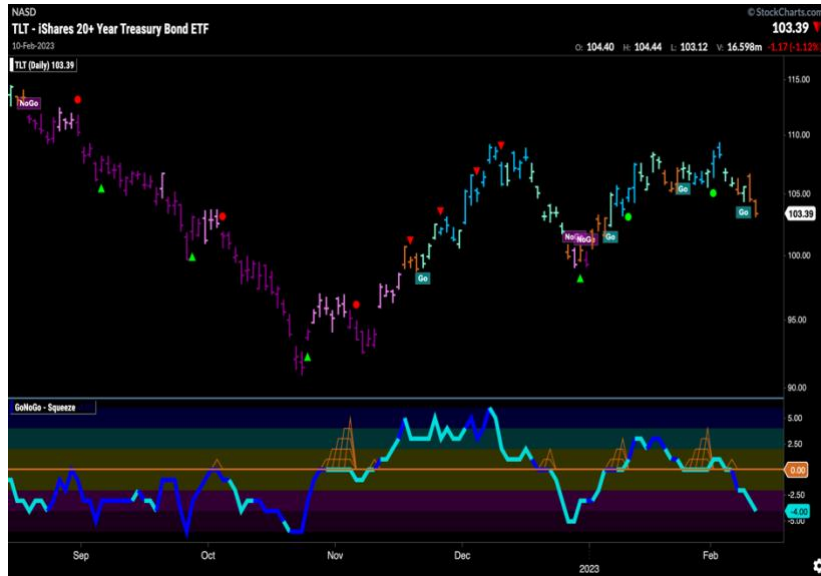 NASD
© StockCharts.com
TLT - iShares 20+ Year Treasury Bond ETF
103.39
10-Feb-2023
O: 104.40 H: 104.44 L: 103.12 V: 16.598m -1.17 (-1.12%
TLT (Daily) 103.39
115.00
NoGo
110.00
105.00
Go
Go
103.39
NoGo NoGo
Go
100.00
Go
95.00
90.00
GoNoGo - Squeeze
5.00
2.50
0.00
-2.50
-4.00
-5.00
Sep Oct Nov Dec 2023 Feb